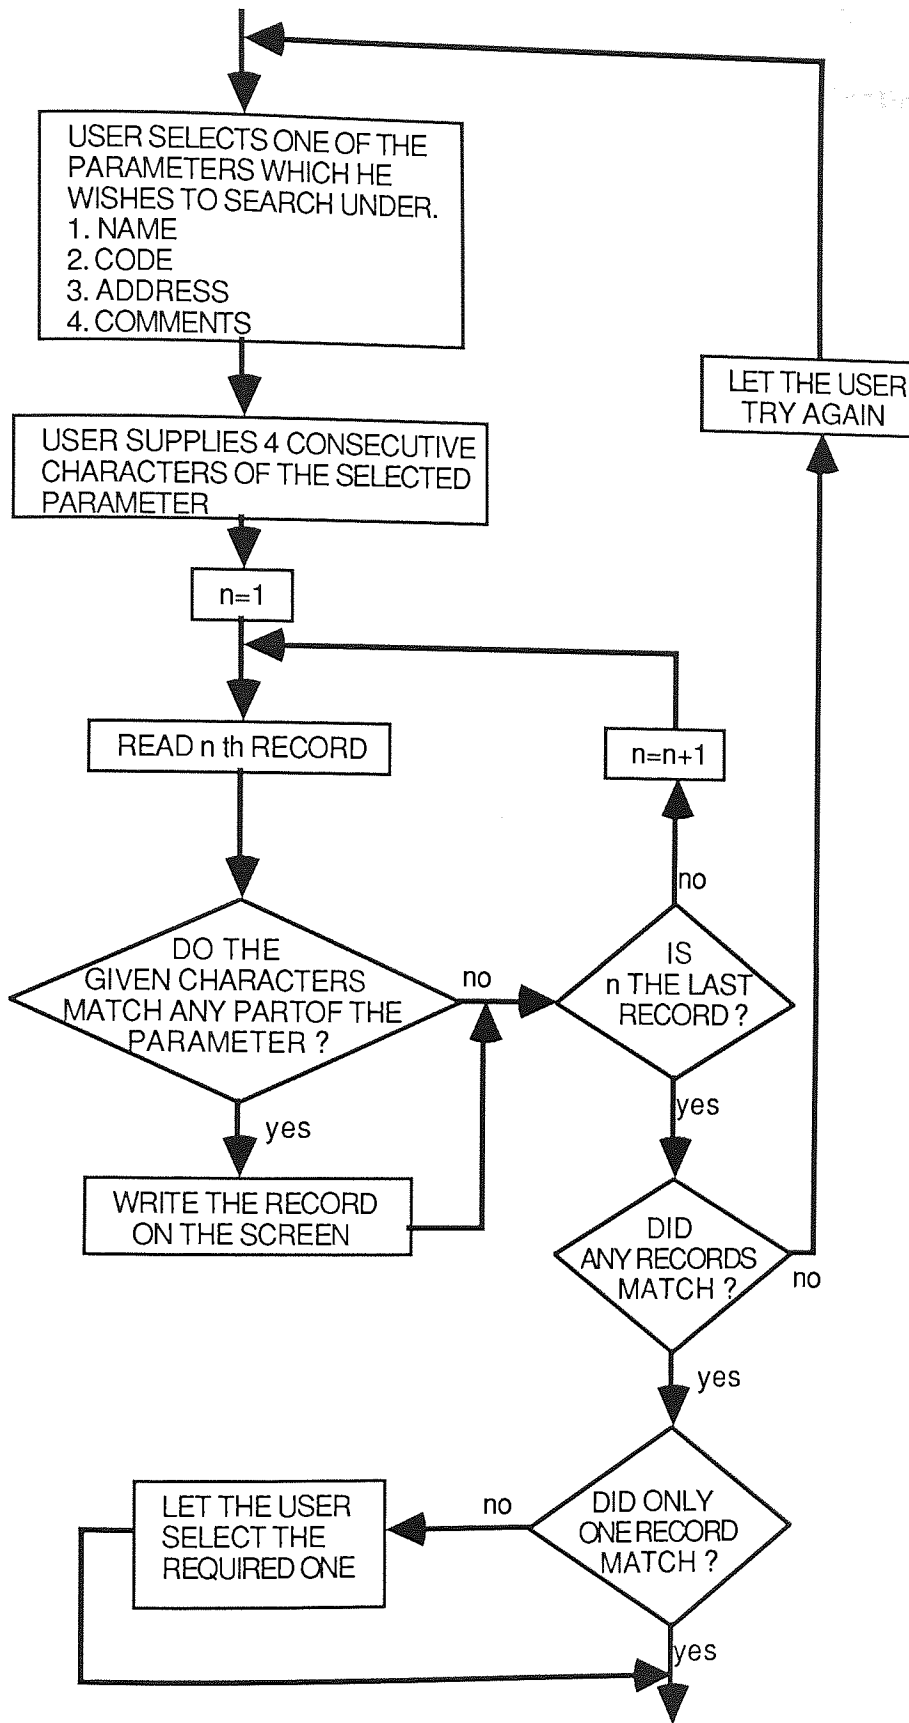 USER SELECTS ONE OF THE
PARAMETERS WHICH HE
WISHES TO SEARCH UNDER.
1. NAME
2. CODE
3. ADDRESS
4. COMMENTS
LET THE USER
TRY AGAIN
USER SUPPLIES 4 CONSECUTIVE
CHARACTERS OF THE SELECTED
PARAMETER
n=1
READ n th RECORD
n=n+1
no
DO THE
GIVEN CHARACTERS
MATCH ANY PARTOF THE
PARAMETER ?
no
IS
n THE LAST
RECORD ?
yes
yes
WRITE THE RECORD
ON THE SCREEN
DID
ANY RECORDS
MATCH ?
no
yes
LET THE USER
SELECT THE
REQUIRED ONE
no
DID ONLY
ONE RECORD
MATCH ?
yes